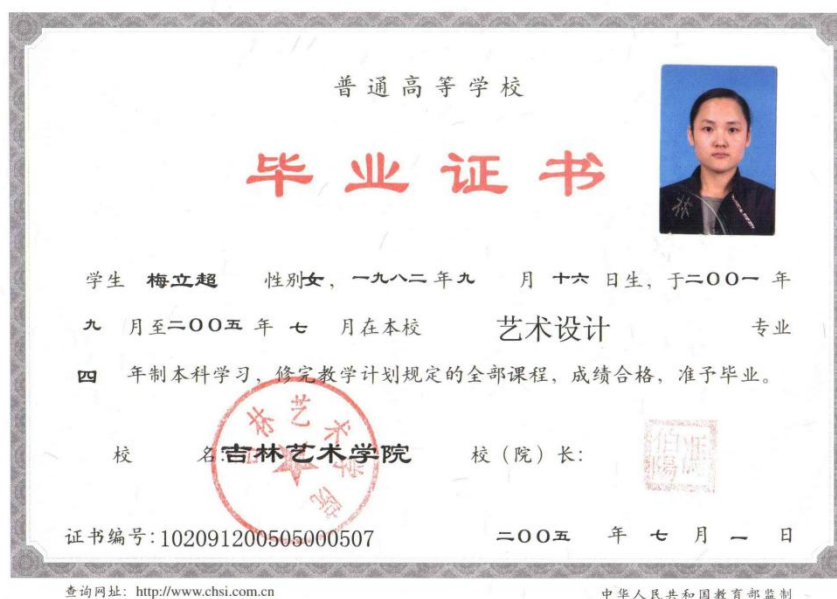 普通高等学校
毕业证书
学生 梅立超 性别女，一九八二年九 月 十六 日生，于二〇〇一 年
九 月至二〇〇五 年 七 月在本校 艺术设计 专业
四 年制本科学习，修完教学计划规定的全部课程，成绩合格，准予毕业。
校 名：吉林艺术学院 校（院）长：
吉林艺术学院
证书编号：102091200505000507 二〇〇五 年 七 月 一 日
查询网址：http://www.chsi.com.cn 中华人民共和国教育部监制